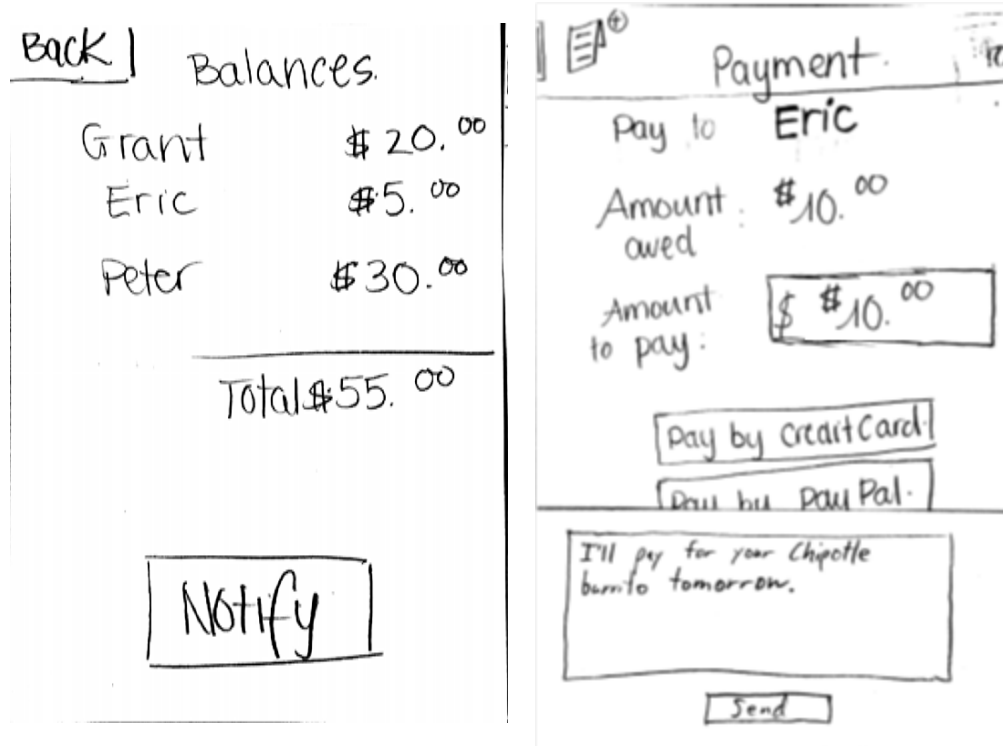 Back
Balances.
Grant $20.00
Eric $5.00
Peter $30.00
Total $55.00
Notify
Payment
Pay to Eric
Amount owed : $10.00
Amount to pay : $ $10.00
Pay by Credit Card.
Pay by PayPal.
I'll pay for your Chipotle
burrito tomorrow.
Send